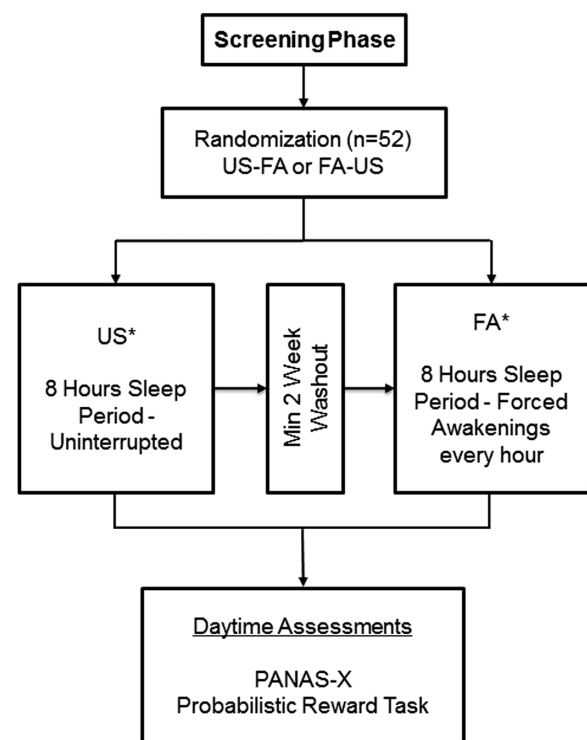 Screening Phase
Randomization (n=52)
US-FA or FA-US
US*
8 Hours Sleep
Period -
Uninterrupted
Min 2 Week
Washout
FA*
8 Hours Sleep
Period - Forced
Awakenings
every hour
Daytime Assessments
PANAS-X
Probabilistic Reward Task